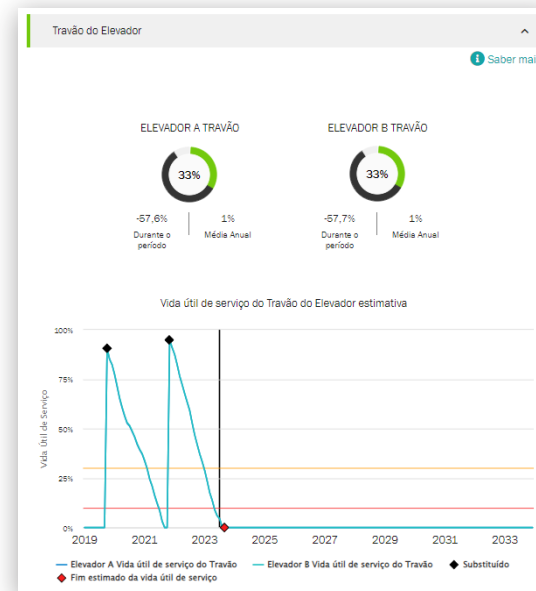 Travão do Elevador
Saber mai
ELEVADOR A TRAVÃO ELEVADOR B TRAVÃO
33% 33%
-57,6% 1% -57,7% 1%
Durante o período Média Anual Durante o período Média Anual
Vida útil de serviço do Travão do Elevador estimativa
100%
75%
50%
25%
0%
Vida Útil de Serviço
2019 2021 2023 2025 2027 2029 2031 2033
Elevador A Vida útil de serviço do Travão Elevador B Vida útil de serviço do Travão Substituído
Fim estimado da vida útil de serviço